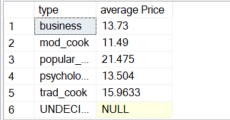 type average Price
1 business 13.73
2 mod_cook 11.49
3 popular_... 21.475
4 psycholo... 13.504
5 trad_cook 15.9633
6 UNDECI... NULL